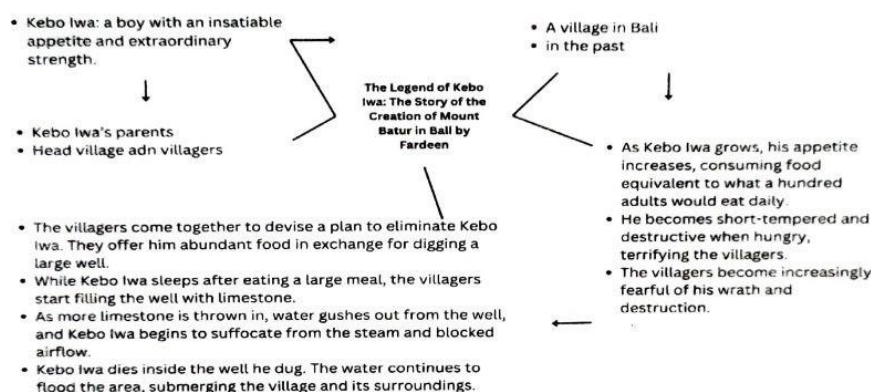 Kebo Iwa: a boy with an insatiable
appetite and extraordinary
strength.
A village in Bali
in the past
The Legend of Kebo
Iwa: The Story of the
Creation of Mount
Batur in Bali by
Fardeen
Kebo Iwa's parents
Head village adn villagers
As Kebo Iwa grows, his appetite
increases, consuming food
equivalent to what a hundred
adults would eat daily.
He becomes short-tempered and
destructive when hungry,
terrifying the villagers.
The villagers become increasingly
fearful of his wrath and
destruction.
The villagers come together to devise a plan to eliminate Kebo
Iwa. They offer him abundant food in exchange for digging a
large well.
While Kebo Iwa sleeps after eating a large meal, the villagers
start filling the well with limestone.
As more limestone is thrown in, water gushes out from the well,
and Kebo Iwa begins to suffocate from the steam and blocked
airflow.
Kebo Iwa dies inside the well he dug. The water continues to
flood the area, submerging the village and its surroundings.